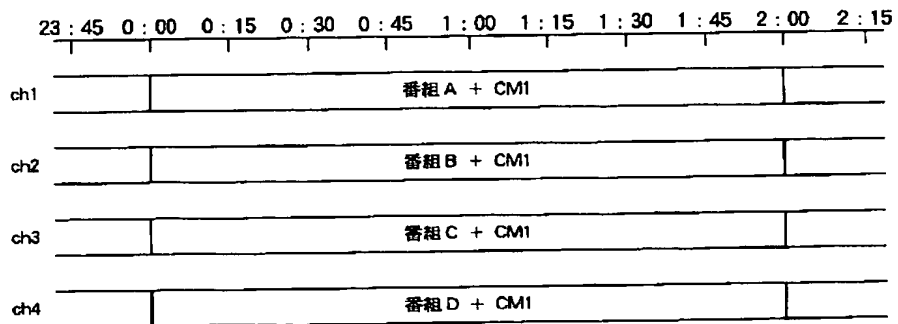 23 : 45 0 : 00 0 : 15 0 : 30 0 : 45 1 : 00 1 : 15 1 : 30 1 : 45 2 : 00 2 : 15
ch1 番組A + CM1
ch2 番組B + CM1
ch3 番組C + CM1
ch4 番組D + CM1